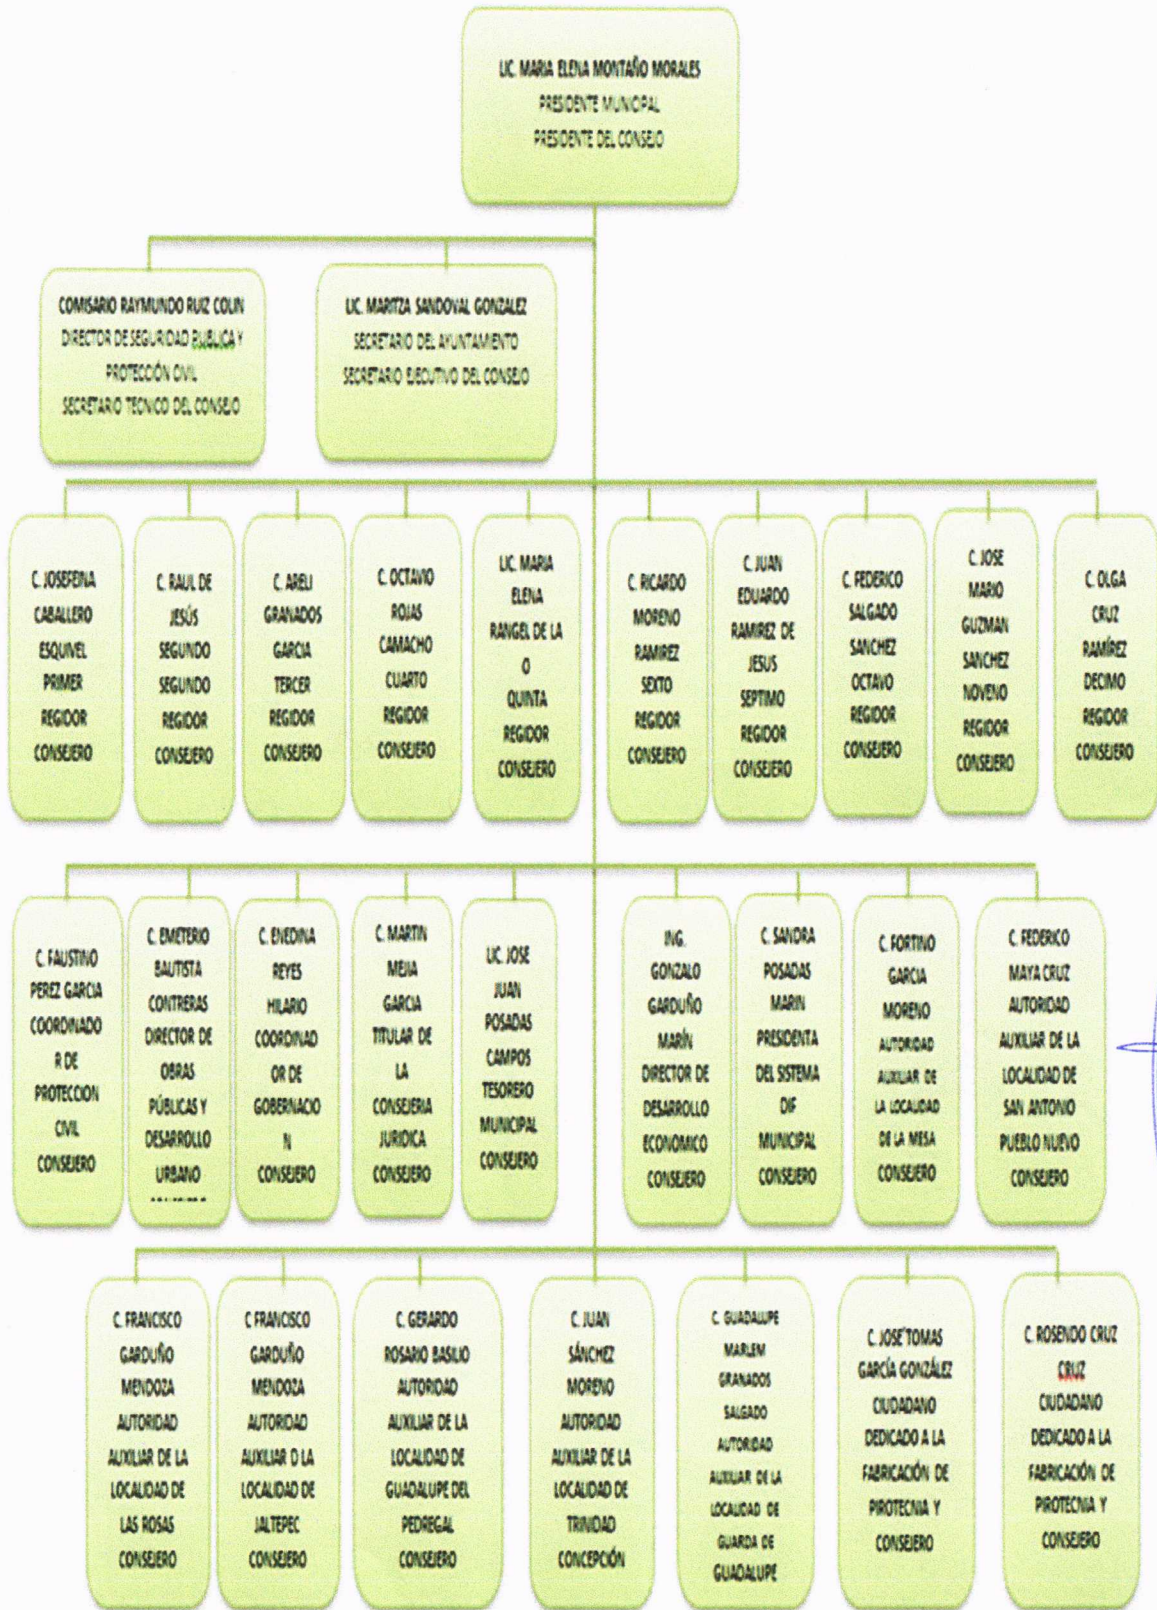 LIC. MARIA ELENA MONTAÑO MORALES
PRESIDENTE MUNICIPAL
PRESIDENTE DEL CONSEJO
COMISARIO RAYMUNDO RUIZ COLIN
DIRECTOR DE SEGURIDAD PUBLICA Y
PROTECCIÓN CIVIL
SECRETARIO TECNICO DEL CONSEJO
LIC. MARITZA SANDOVAL GONZALEZ
SECRETARIO DEL AYUNTAMIENTO
SECRETARIO EJECUTIVO DEL CONSEJO
C. JOSEFEINA
CABALLERO
ESQUIVEL
PRIMER
REGIDOR
CONSEJERO
C. RAUL DE
JESÚS
SEGUNDO
SEGUNDO
REGIDOR
CONSEJERO
C. ARELI
GRANADOS
GARCIA
TERCER
REGIDOR
CONSEJERO
C. OCTAVIO
ROJAS
CAMACHO
CUARTO
REGIDOR
CONSEJERO
LIC. MARIA
ELENA
RANGEL DE LA
O
QUINTA
REGIDOR
CONSEJERO
C. RICARDO
MORENO
RAMIREZ
SEXTO
REGIDOR
CONSEJERO
C. JUAN
EDUARDO
RAMIREZ DE
JESUS
SEPTIMO
REGIDOR
CONSEJERO
C. FEDERICO
SALGADO
SANCHEZ
OCTAVO
REGIDOR
CONSEJERO
C. JOSE
MARIO
GUZMAN
SANCHEZ
NOVENO
REGIDOR
CONSEJERO
C. OLGA
CRUZ
RAMÍREZ
DECIMO
REGIDOR
CONSEJERO
C. FAUSTINO
PEREZ GARCIA
COORDINADO
R DE
PROTECCION
CIVIL
CONSEJERO
C. EMETERIO
BAUTISTA
CONTRERAS
DIRECTOR DE
OBRAS
PÚBLICAS Y
DESARROLLO
URBANO
C. ENEDINA
REYES
HILARIO
COORDINAD
OR DE
GOBERNACIO
N
CONSEJERO
C. MARTIN
MEJIA
GARCIA
TITULAR DE
LA
CONSEJERIA
JURIDICA
CONSEJERO
LIC. JOSE
JUAN
POSADAS
CAMPOS
TESORERO
MUNICIPAL
CONSEJERO
ING.
GONZALO
GARDUÑO
MARÍN
DIRECTOR DE
DESARROLLO
ECONOMICO
CONSEJERO
C. SANDRA
POSADAS
MARIN
PRESIDENTA
DEL SISTEMA
DIF
MUNICIPAL
CONSEJERO
C. FORTINO
GARCIA
MORENO
AUTORIDAD
AUXILIAR DE
LA LOCALIDAD
DE LA MESA
CONSEJERO
C. FEDERICO
MAYA CRUZ
AUTORIDAD
AUXILIAR DE LA
LOCALIDAD DE
SAN ANTONIO
PUEBLO NUEVO
CONSEJERO
C. FRANCISCO
GARDUÑO
MENDOZA
AUTORIDAD
AUXILIAR DE LA
LOCALIDAD DE
LAS ROSAS
CONSEJERO
C FRANCISCO
GARDUÑO
MENDOZA
AUTORIDAD
AUXILIAR D LA
LOCALIDAD DE
JALTEPEC
CONSEJERO
C. GERARDO
ROSARIO BASILIO
AUTORIDAD
AUXILIAR DE LA
LOCALIDAD DE
GUADALUPE DEL
PEDREGAL
CONSEJERO
C. JUAN
SÁNCHEZ
MORENO
AUTORIDAD
AUXILIAR DE LA
LOCALIDAD DE
TRINIDAD
CONCEPCIÓN
C. GUADALUPE
MARLEM
GRANADOS
SALGADO
AUTORIDAD
AUXILIAR DE LA
LOCALIDAD DE
GUARDA DE
GUADALUPE
C. JOSE´TOMAS
GARCÍA GONZÁLEZ
CIUDADANO
DEDICADO A LA
FABRICACIÓN DE
PIROTECNIA Y
CONSEJERO
C. ROSENDO CRUZ
CRUZ
CIUDADANO
DEDICADO A LA
FABRICACIÓN DE
PIROTECNIA Y
CONSEJERO